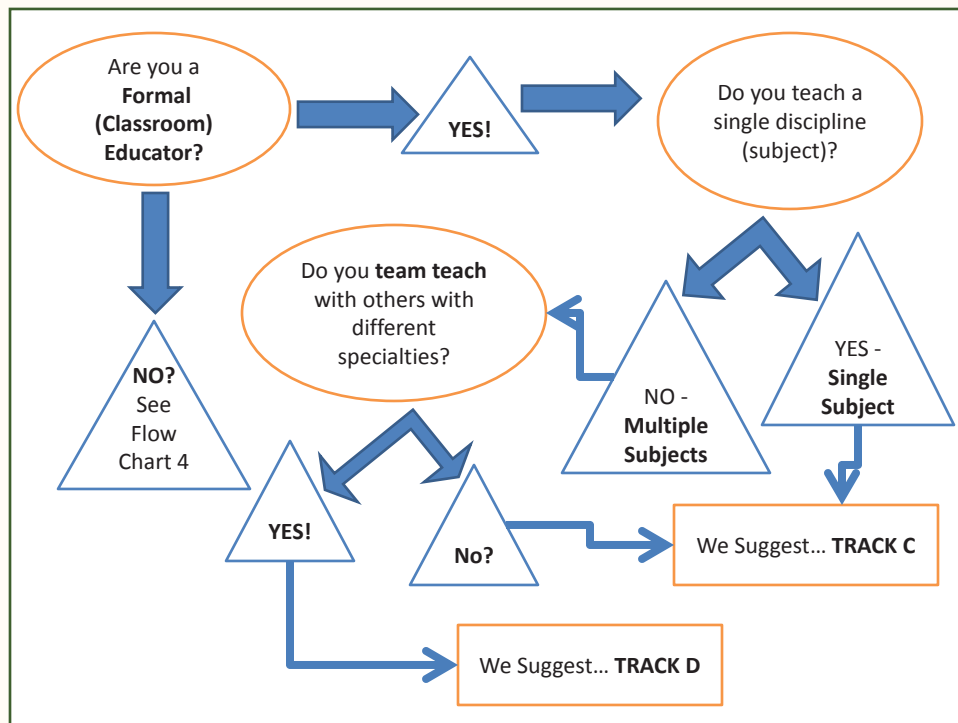 Are you a
Formal
(Classroom)
Educator?
YES!
Do you teach a
single discipline
(subject)?
Do you team teach
with others with
different
specialties?
NO?
See
Flow
Chart 4
NO -
Multiple
Subjects
YES -
Single
Subject
YES!
No?
We Suggest... TRACK C
We Suggest... TRACK D